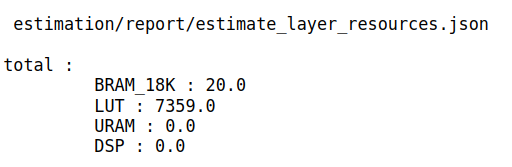 estimation/report/estimate_layer_resources.json
total :
BRAM_18K : 20.0
LUT : 7359.0
URAM : 0.0
DSP : 0.0